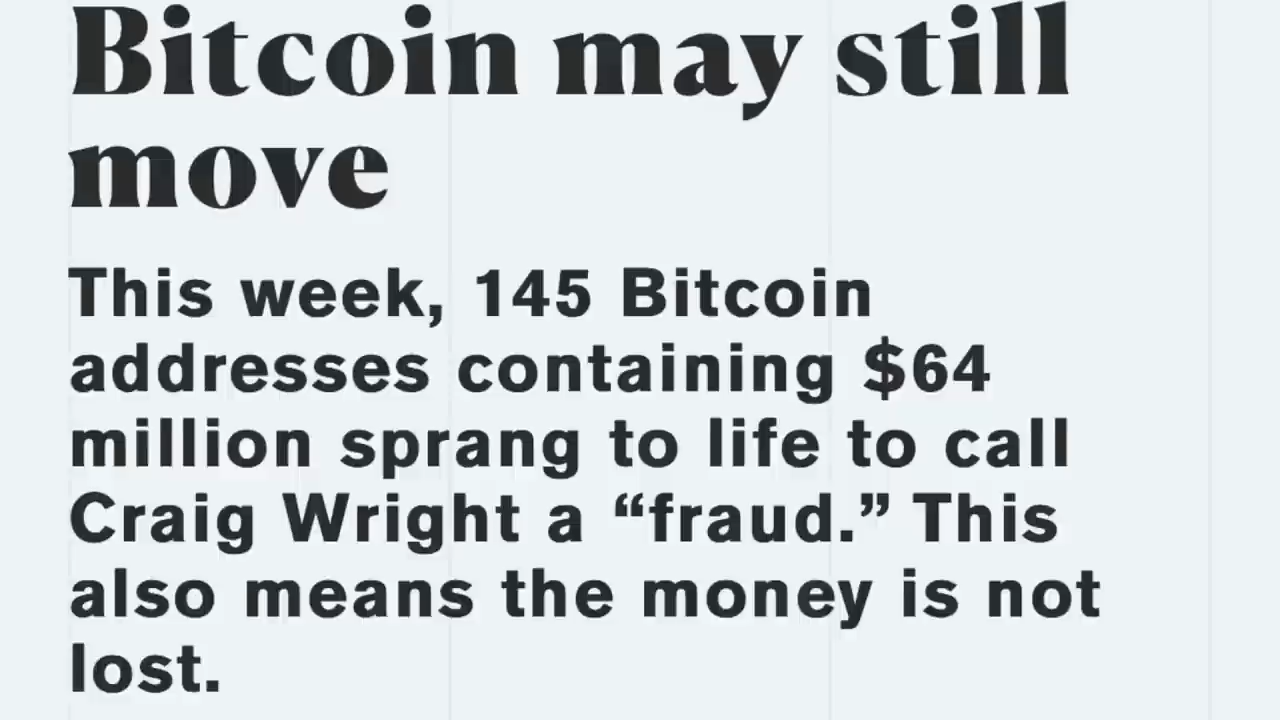 Bitcoin may still
move
This week, 145 Bitcoin
addresses containing $64
million sprang to life to call
Craig Wright a “fraud.” This
also means the money is not
lost.